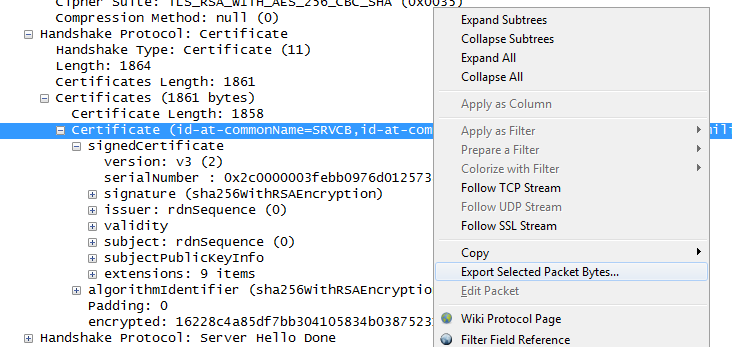 Cipher Suite: TLS_RSA_WITH_AES_256_CBC_SHA (0x0035)
Compression Method: null (0)
Handshake Protocol: Certificate
Handshake Type: Certificate (11)
Length: 1864
Certificates Length: 1861
Certificates (1861 bytes)
Certificate Length: 1858
Certificate (id-at-commonName=SRVCB,id-at-com
signedCertificate
version: v3 (2)
serialNumber : 0x2c0000003febb0976d012573
signature (sha256WithRSAEncryption)
issuer: rdnSequence (0)
validity
subject: rdnSequence (0)
subjectPublicKeyInfo
extensions: 9 items
algorithmIdentifier (sha256WithRSAEncryptio
Padding: 0
encrypted: 16228c4a85df7bb304105834b038752
Handshake Protocol: Server Hello Done
Expand Subtrees
Collapse Subtrees
Expand All
Collapse All
Apply as Column
Apply as Filter
Prepare a Filter
Colorize with Filter
Follow TCP Stream
Follow UDP Stream
Follow SSL Stream
Copy
Export Selected Packet Bytes...
Edit Packet
Wiki Protocol Page
Filter Field Reference